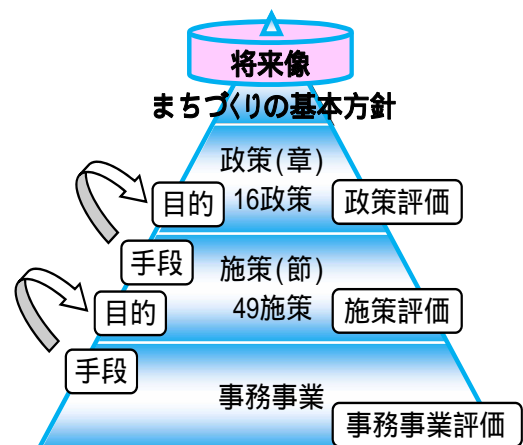 将来像
まちづくりの基本方針
政策(章)
目的 16政策 政策評価
手段 施策(節)
目的 49施策 施策評価
手段
事務事業
事務事業評価